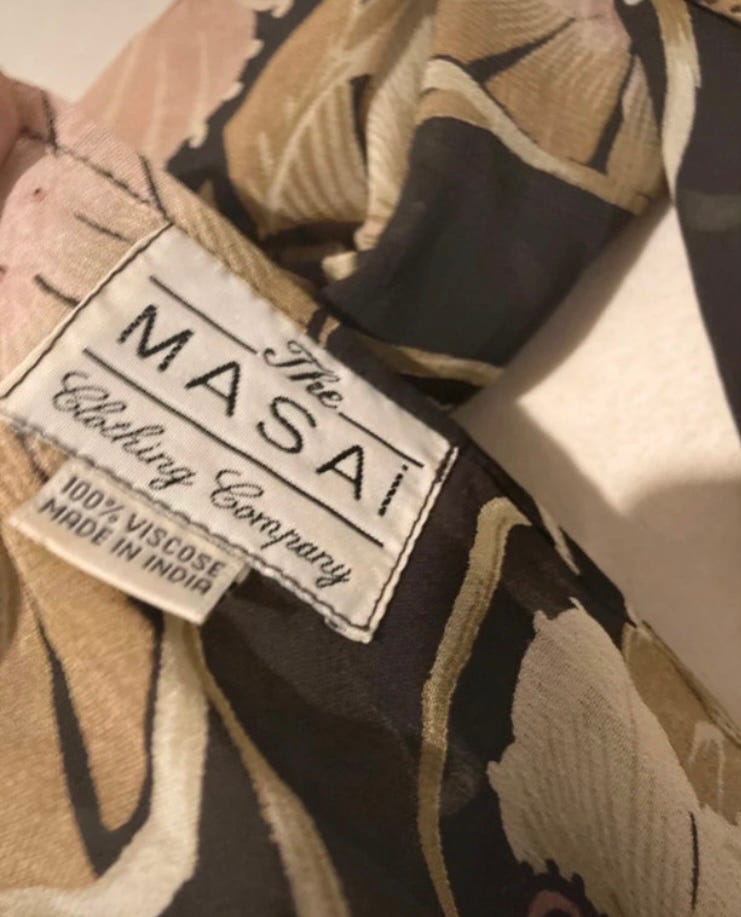 The
MASAi
Clothing Company
100% VISCOSE
MADE IN INDIA